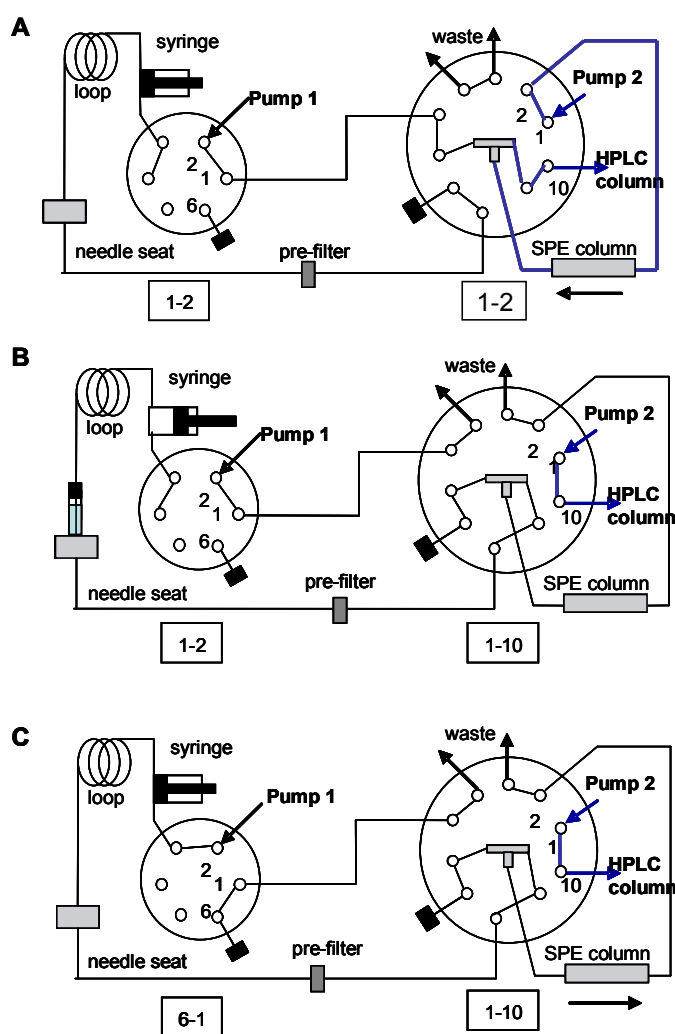 A
syringe
loop
Pump 1
2
1
6
needle seat
pre-filter
1-2
waste
Pump 2
2
1
10
HPLC
column
SPE column
1-2
B
syringe
loop
Pump 1
2
1
6
needle seat
pre-filter
1-2
waste
Pump 2
2
1
10
HPLC
column
SPE column
1-10
C
syringe
loop
Pump 1
2
1
6
needle seat
pre-filter
6-1
waste
Pump 2
2
1
10
HPLC
column
SPE column
1-10